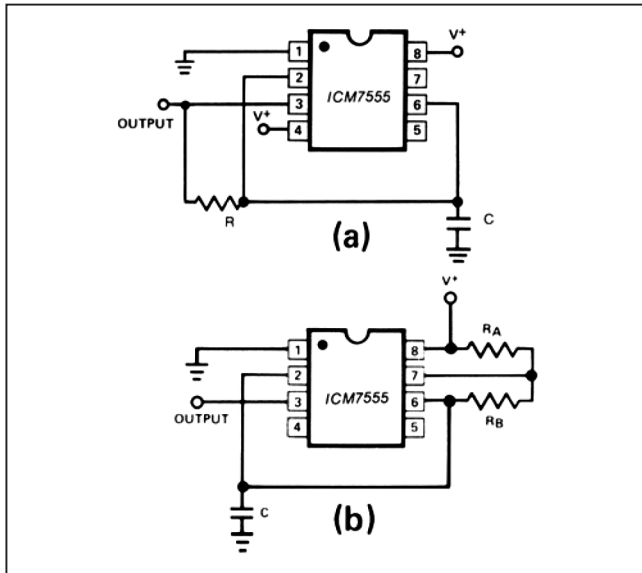 1 8 V+
2 7
ICM7555
3 6
OUTPUT V+
4 5
R C
(a)
V+
RA
1 8
2 7
ICM7555
3 6
OUTPUT
4 5
RB
C
(b)